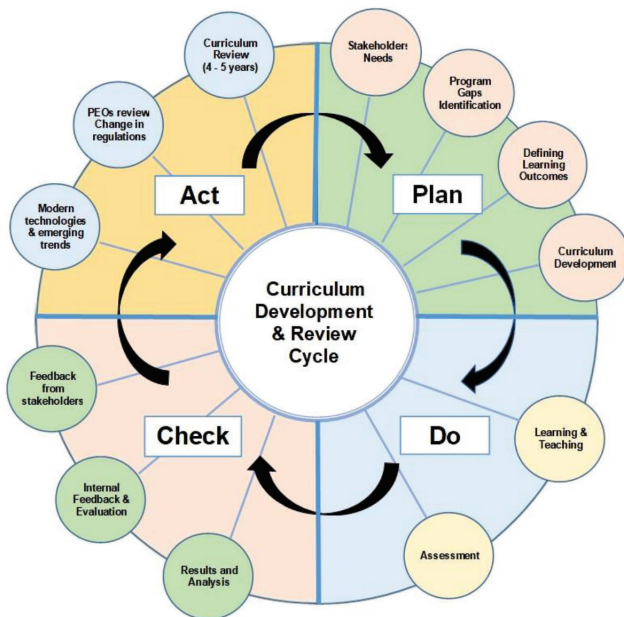 Curriculum
Review
(4 - 5 years)
Stakeholders
Needs
PEOs review
Change in
regulations
Program
Gaps
Identification
Modern
technologies
& emerging
trends
Defining
Learning
Outcomes
Act
Plan
Curriculum
Development
Curriculum
Development
& Review
Cycle
Feedback
from
stakeholders
Check
Do
Learning &
Teaching
Internal
Feedback &
Evaluation
Results and
Analysis
Assessment